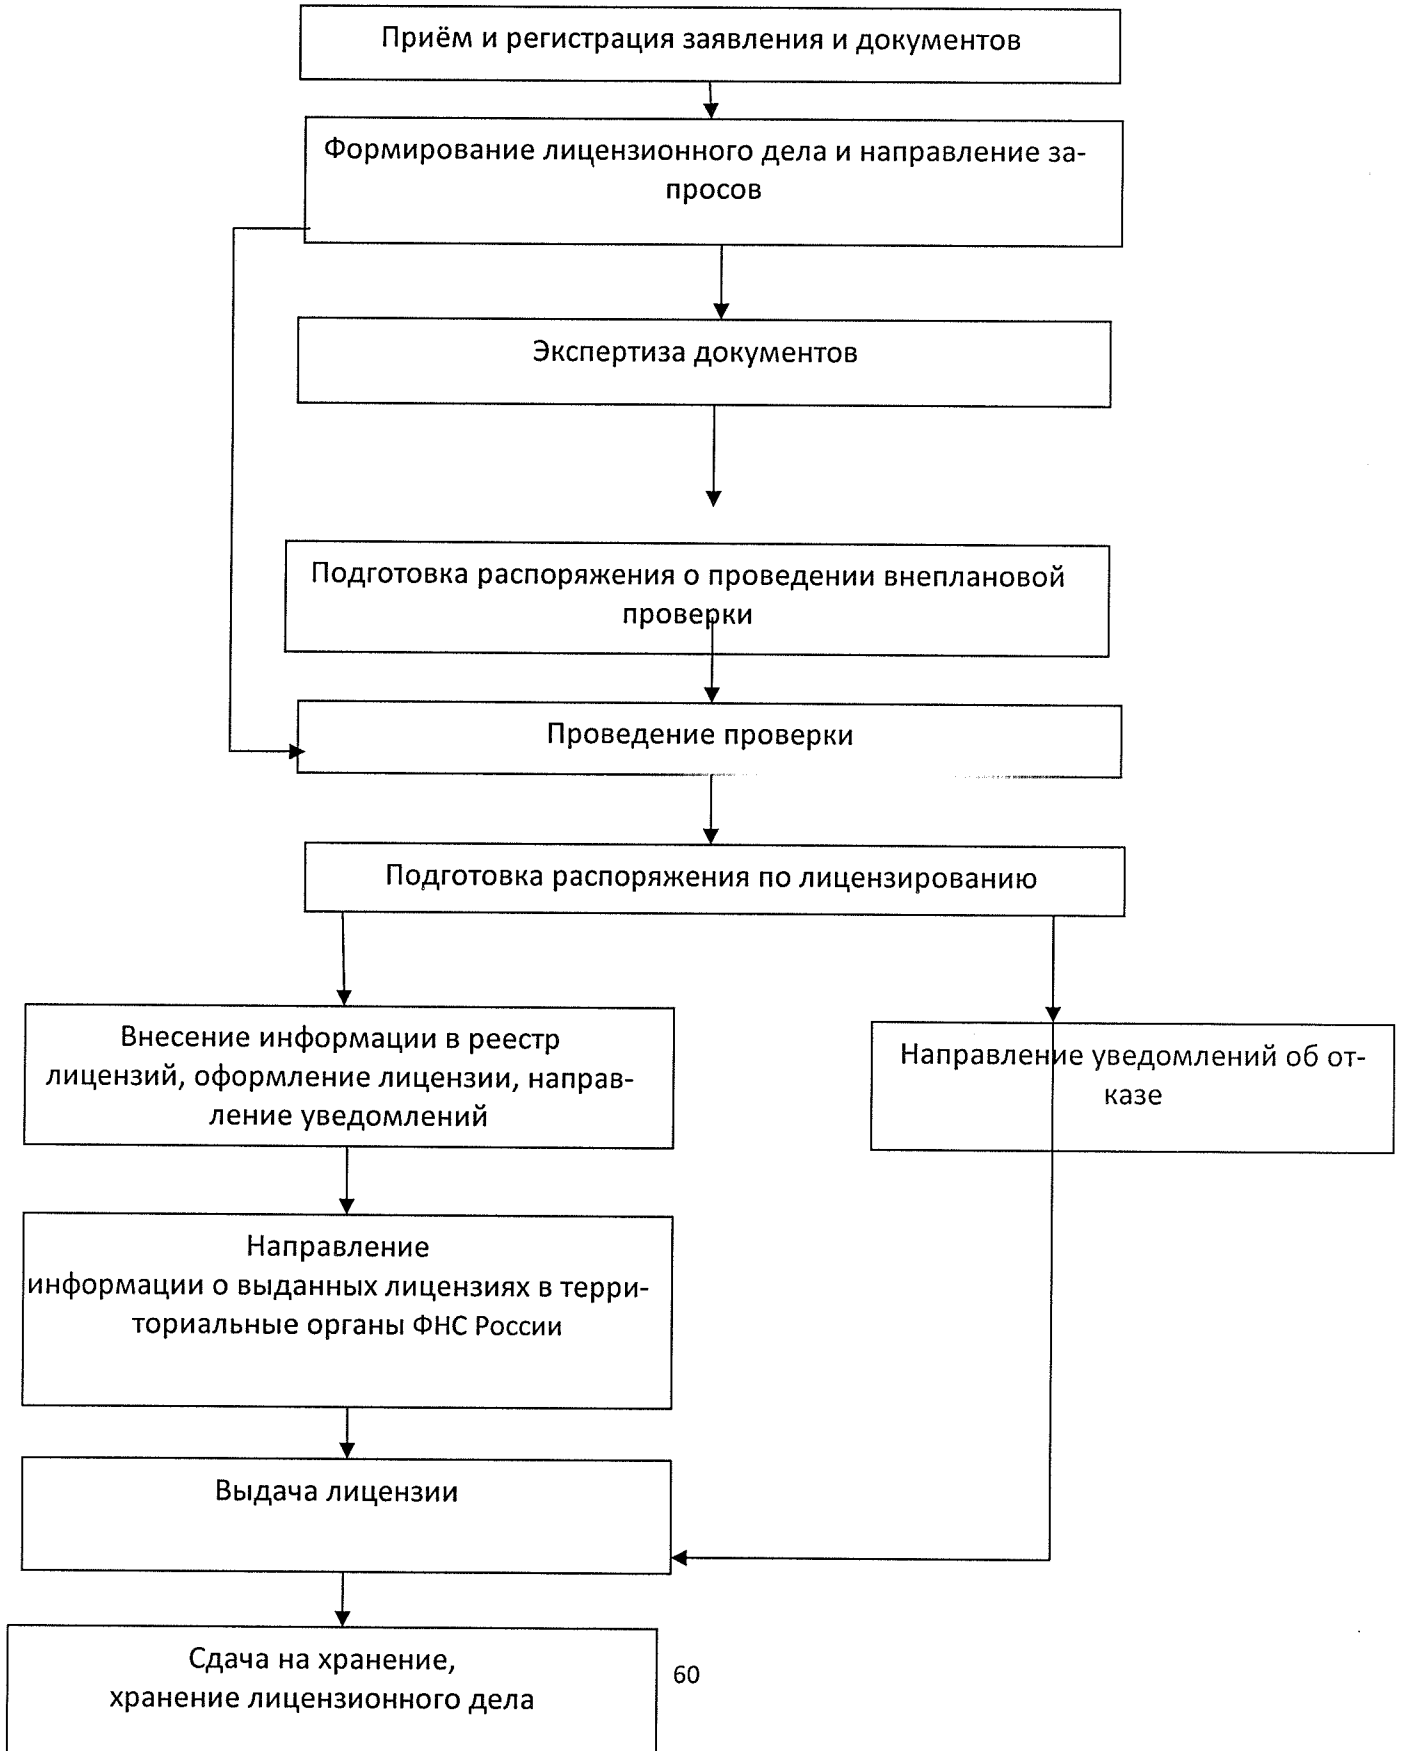 Приём и регистрация заявления и документов
Формирование лицензионного дела и направление за-
просов
Экспертиза документов
Подготовка распоряжения о проведении внеплановой
проверки
Проведение проверки
Подготовка распоряжения по лицензированию
Внесение информации в реестр
лицензий, оформление лицензии, направ-
ление уведомлений
Направление уведомлений об от-
казе
Направление
информации о выданных лицензиях в терри-
ториальные органы ФНС России
Выдача лицензии
Сдача на хранение,
хранение лицензионного дела
60